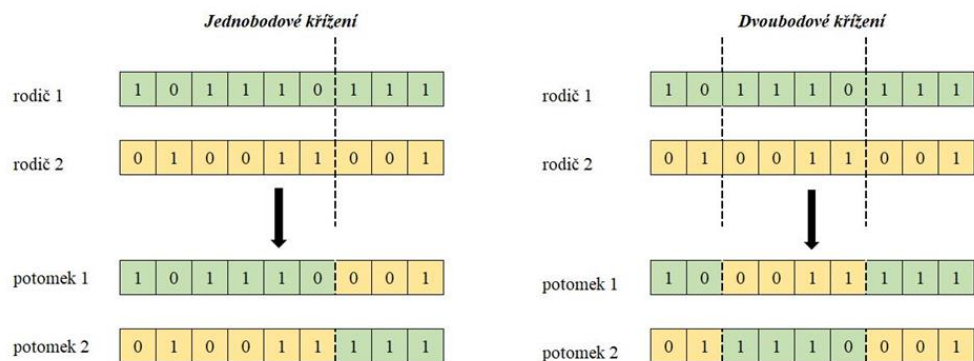 Jednobodové křížení
rodič 1 1 0 1 1 1 0 1 1 1
rodič 2 0 1 0 0 1 1 0 0 1
potomek 1 1 0 1 1 1 0 0 0 1
potomek 2 0 1 0 0 1 1 1 1 1
Dvoubodové křížení
rodič 1 1 0 1 1 1 0 1 1 1
rodič 2 0 1 0 0 1 1 0 0 1
potomek 1 1 0 0 0 1 1 1 1 1
potomek 2 0 1 1 1 1 0 0 0 1